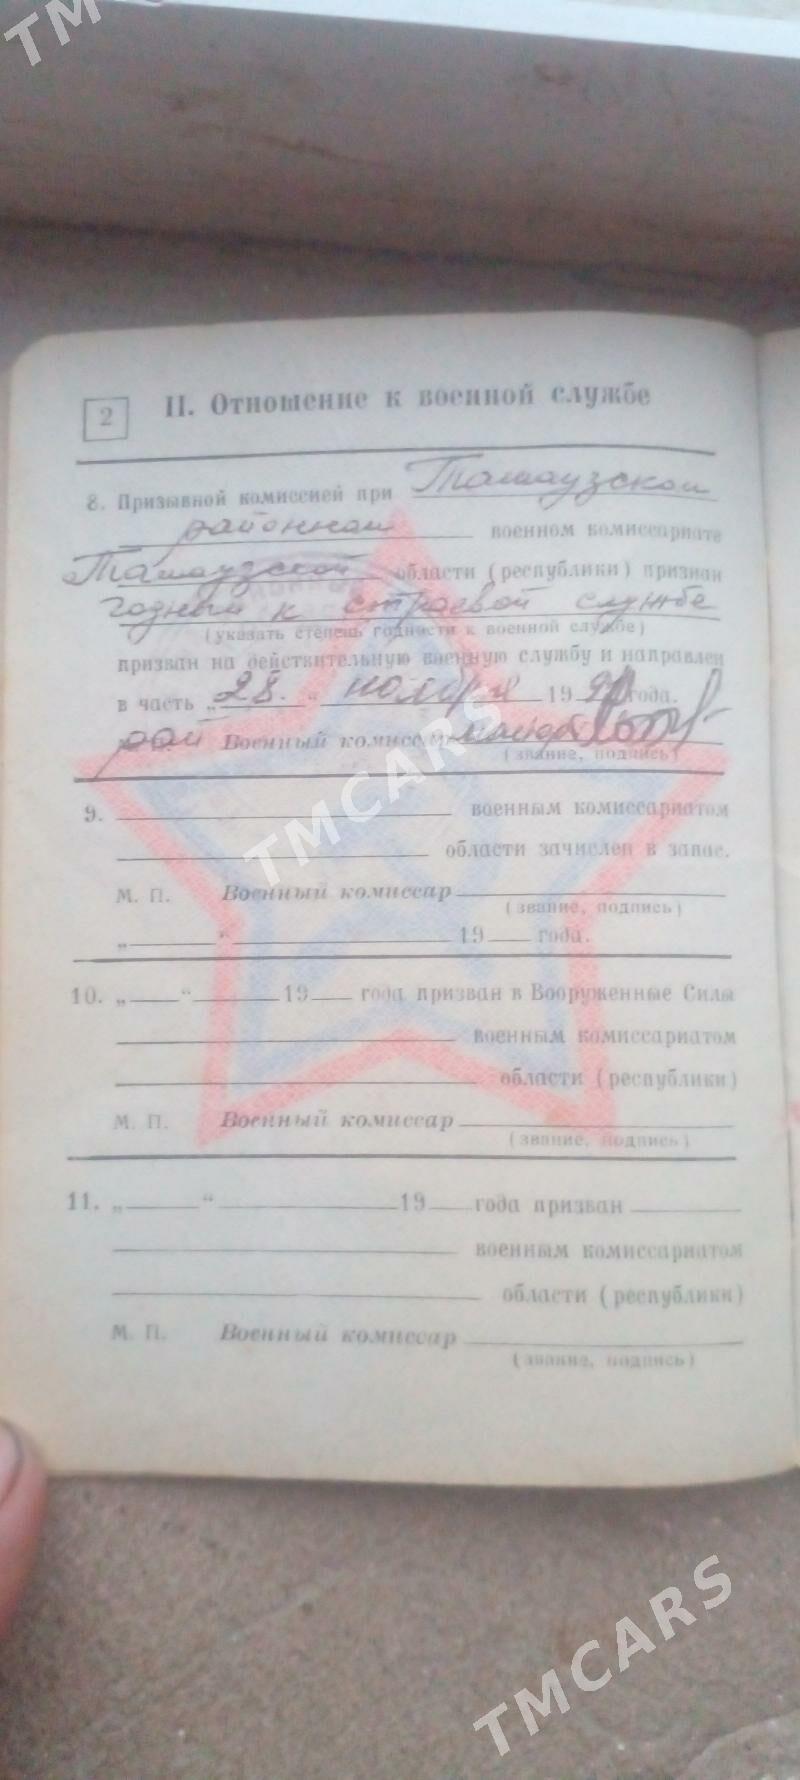 TMCARS
2
II. Отношение к военной службе
8. Призывной комиссией при Ташаузском
районном военном комиссариате
Ташаузской области (республики) признан
годным к строевой службе
(указать степень годности к военной службе)
призван на действительную военную службу и направлен
в часть „28.“ ноября 19 года.
рай Военный комиссар
(звание, подпись)
TMCARS
9. военным комиссариатом
области зачислен в запас.
М. П. Военный комиссар
(звание, подпись)
„ “ 19 года.
10. „ “ 19 года призван в Вооруженные Силы
военным комиссариатом
области (республики)
М. П. Военный комиссар
(звание, подпись)
11. „ “ 19 года призван
военным комиссариатом
области (республики)
М. П. Военный комиссар
(звание, подпись)
TMCARS